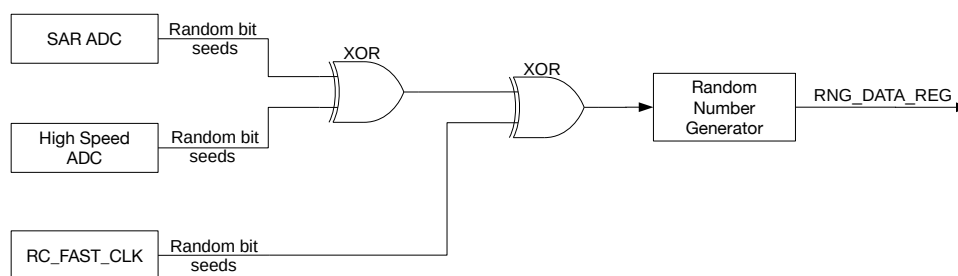 SAR ADC
Random bit
seeds
XOR
XOR
High Speed
ADC
Random bit
seeds
Random
Number
Generator
RNG_DATA_REG
RC_FAST_CLK
Random bit
seeds